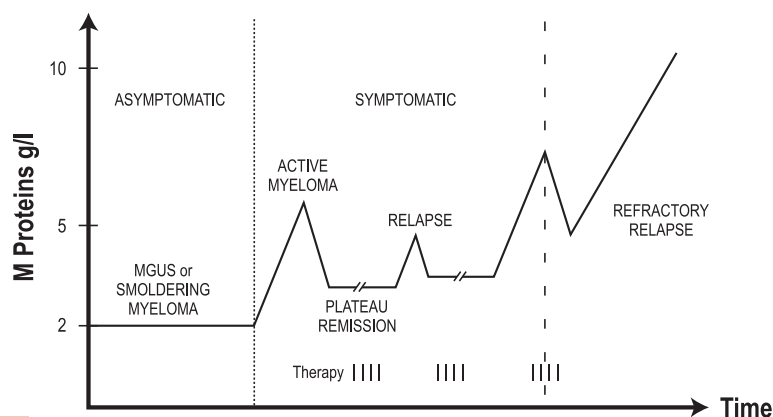 10
ASYMPTOMATIC
SYMPTOMATIC
M Proteins g/l
ACTIVE
MYELOMA
RELAPSE
5
REFRACTORY
RELAPSE
MGUS or
SMOLDERING
MYELOMA
PLATEAU
REMISSION
2
Therapy
Time